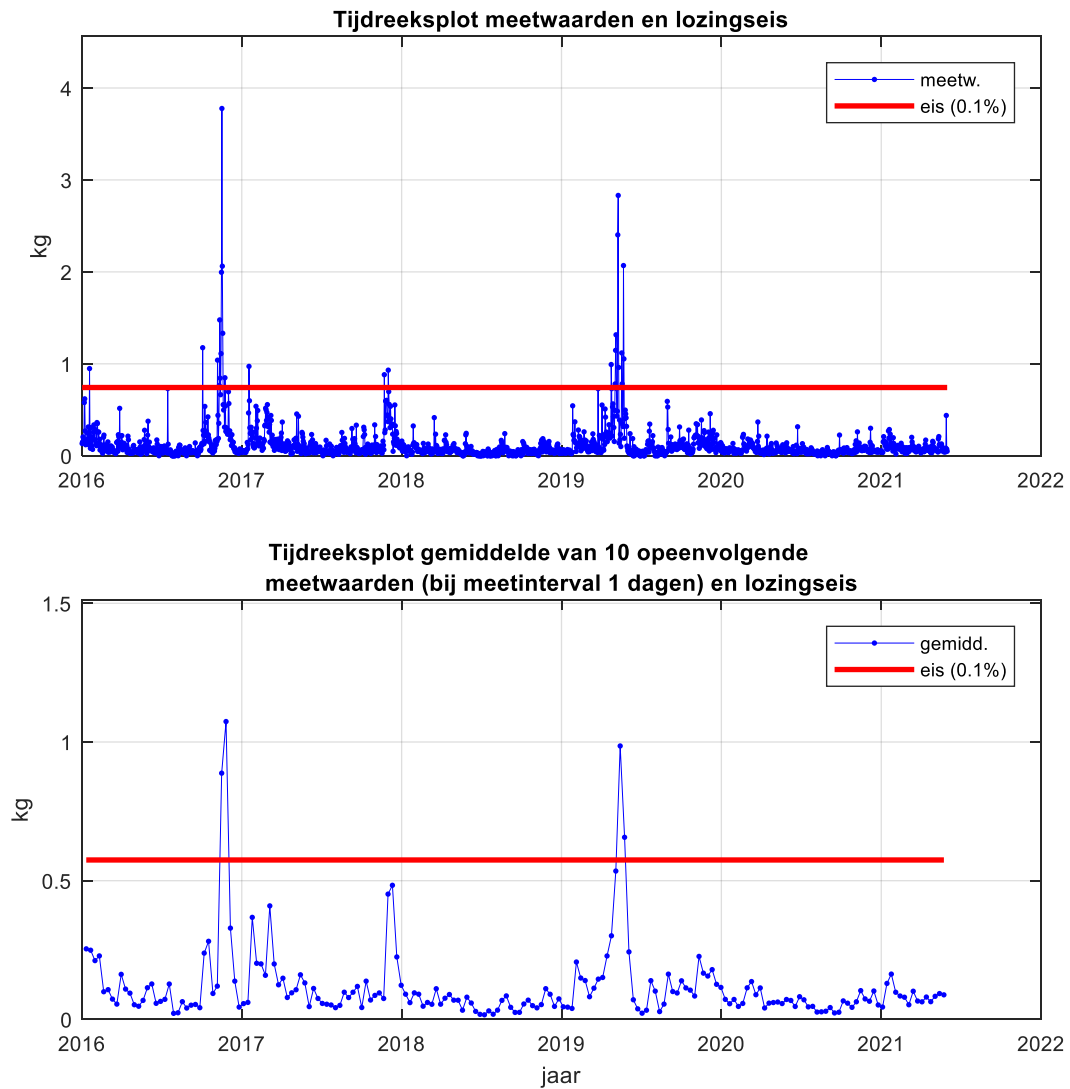 Tijdreeksplot meetwaarden en lozingseis
meetw.
eis (0.1%)
kg
4
3
2
1
0
2016 2017 2018 2019 2020 2021 2022
Tijdreeksplot gemiddelde van 10 opeenvolgende
meetwaarden (bij meetinterval 1 dagen) en lozingseis
gemidd.
eis (0.1%)
kg
1.5
1
0.5
0
2016 2017 2018 2019 2020 2021 2022
jaar